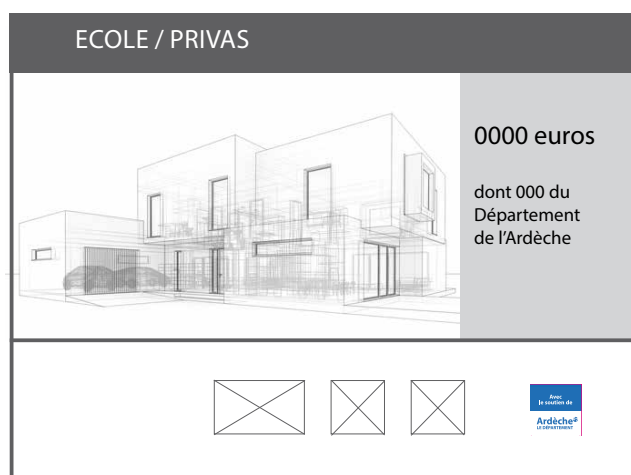 ECOLE / PRIVAS
0000 euros
dont 000 du
Département
de l’Ardèche
Avec
le soutien de
Ardèche
LE DÉPARTEMENT